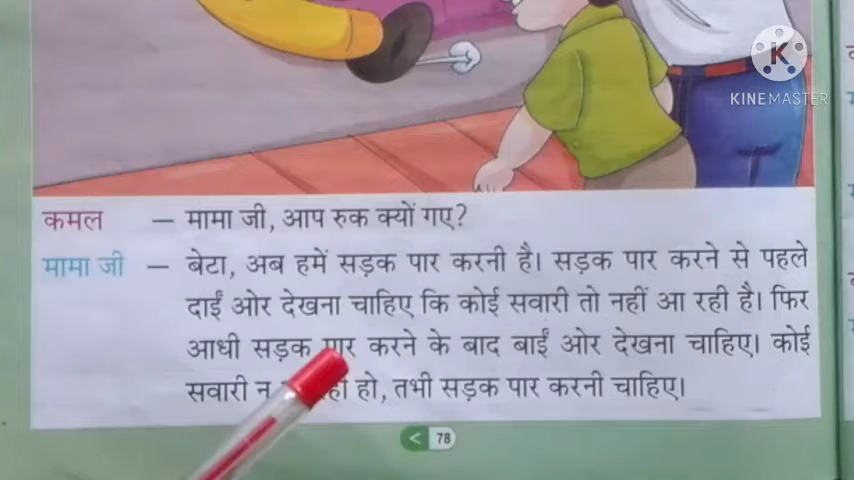 KINEMASTER
कमल – मामा जी, आप रुक क्यों गए?
मामा जी – बेटा, अब हमें सड़क पार करनी है। सड़क पार करने से पहले
दाईं ओर देखना चाहिए कि कोई सवारी तो नहीं आ रही है। फिर
आधी सड़क पार करने के बाद बाईं ओर देखना चाहिए। कोई
सवारी न हो, तभी सड़क पार करनी चाहिए।
< 78